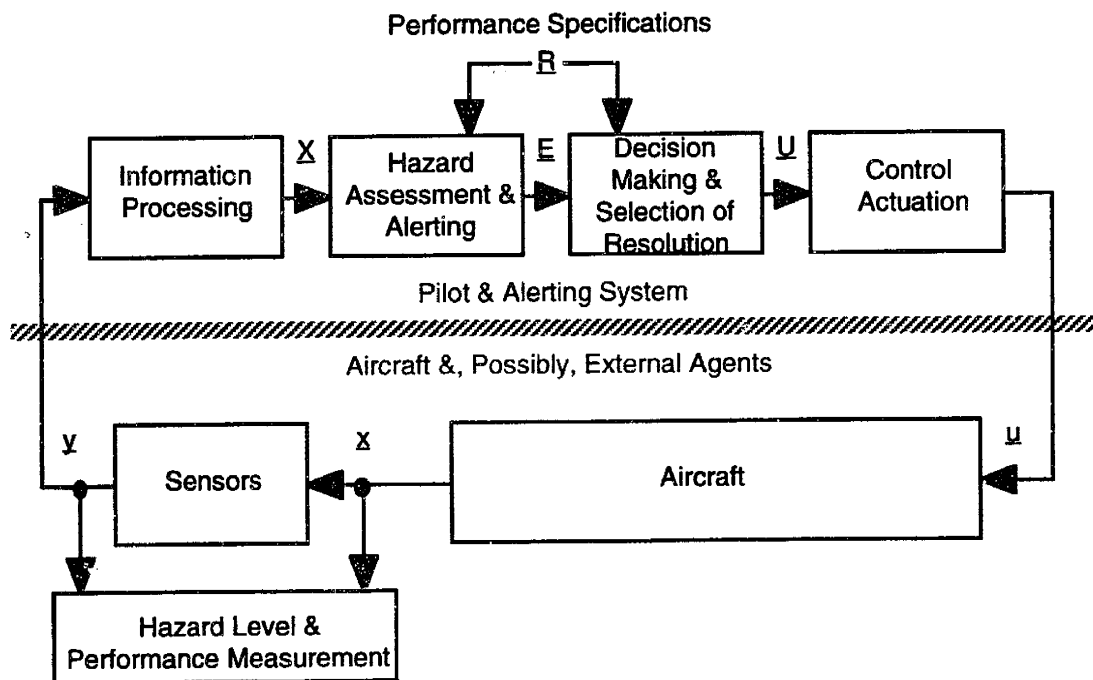 Performance Specifications
R
X
E
U
Information
Processing
Hazard
Assessment &
Alerting
Decision
Making &
Selection of
Resolution
Control
Actuation
Pilot & Alerting System
Aircraft &, Possibly, External Agents
y
x
u
Sensors
Aircraft
Hazard Level &
Performance Measurement